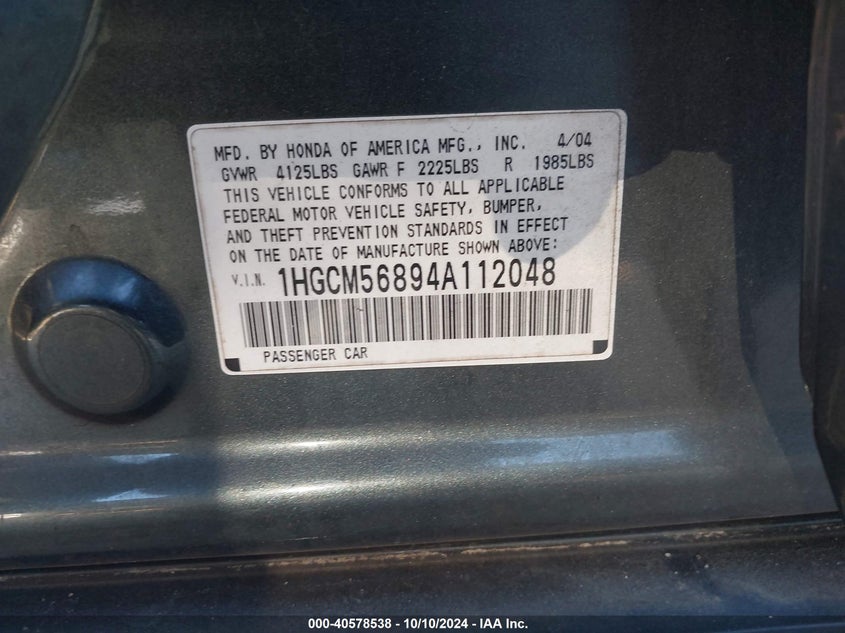 MFD. BY HONDA OF AMERICA MFG., INC. 4/04
GVWR 4125LBS GAWR F 2225LBS R 1985LBS
THIS VEHICLE CONFORMS TO ALL APPLICABLE
FEDERAL MOTOR VEHICLE SAFETY, BUMPER,
AND THEFT PREVENTION STANDARDS IN EFFECT
ON THE DATE OF MANUFACTURE SHOWN ABOVE:
V.I.N. 1HGCM56894A112048
PASSENGER CAR
000-40578538 - 10/10/2024 - IAA Inc.